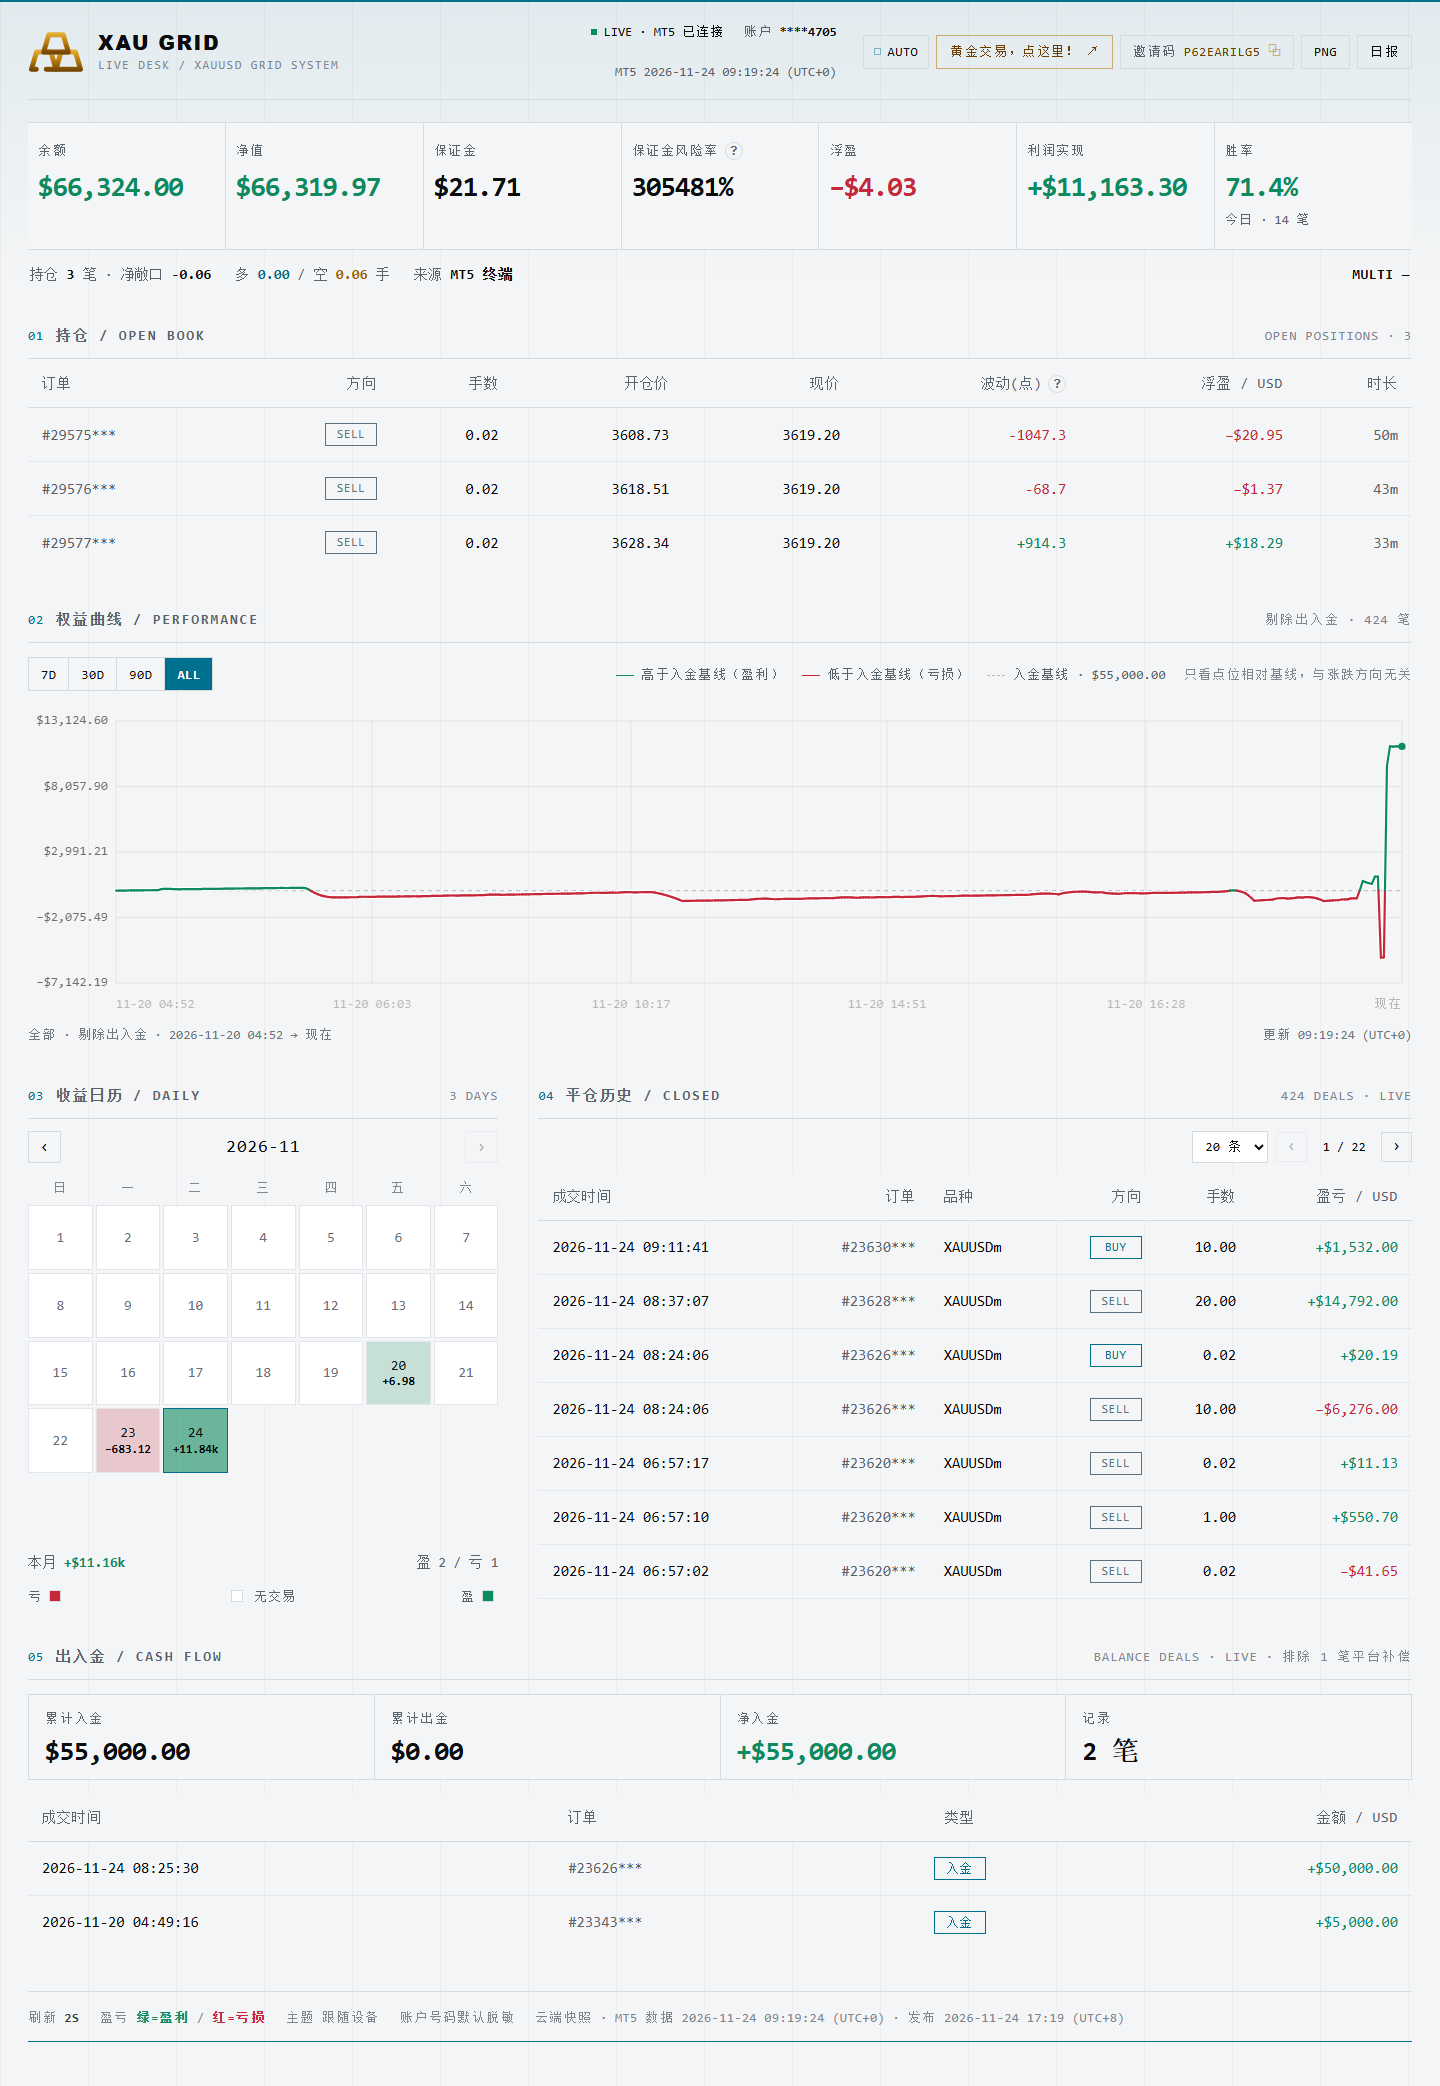 XAU GRID
LIVE DESK / XAUUSD GRID SYSTEM
LIVE · MT5 已连接 账户 ****4705
MT5 2026-11-24 09:19:24 (UTC+0)
AUTO
黄金交易，点这里! ↗
邀请码 P62EARILG5
PNG
日报
余额
$66,324.00
净值
$66,319.97
保证金
$21.71
保证金风险率 ?
305481%
浮盈
−$4.03
利润实现
+$11,163.30
胜率
71.4%
今日 · 14 笔
持仓 3 笔 · 净敞口 -0.06 多 0.00 / 空 0.06 手 来源 MT5 终端
MULTI —
01 持仓 / OPEN BOOK
OPEN POSITIONS · 3
订单 方向 手数 开仓价 现价 波动(点) ? 浮盈 / USD 时长
#29575*** SELL 0.02 3608.73 3619.20 -1047.3 −$20.95 50m
#29576*** SELL 0.02 3618.51 3619.20 -68.7 −$1.37 43m
#29577*** SELL 0.02 3628.34 3619.20 +914.3 +$18.29 33m
02 权益曲线 / PERFORMANCE
剔除出入金 · 424 笔
7D 30D 90D ALL
高于入金基线（盈利） 低于入金基线（亏损） 入金基线 · $55,000.00 只看点位相对基线，与涨跌方向无关
$13,124.60
$8,057.90
$2,991.21
−$2,075.49
−$7,142.19
11-20 04:52 11-20 06:03 11-20 10:17 11-20 14:51 11-20 16:28 现在
全部 · 剔除出入金 · 2026-11-20 04:52 → 现在
更新 09:19:24 (UTC+0)
03 收益日历 / DAILY
3 DAYS
‹ 2026-11 ›
日 一 二 三 四 五 六
1 2 3 4 5 6 7
8 9 10 11 12 13 14
15 16 17 18 19 20 21
+6.98
22 23 24
−683.12 +11.84k
本月 +$11.16k
盈 2 / 亏 1
亏 无交易 盈
04 平仓历史 / CLOSED
424 DEALS · LIVE
20 条 ‹ 1 / 22 ›
成交时间 订单 品种 方向 手数 盈亏 / USD
2026-11-24 09:11:41 #23630*** XAUUSDm BUY 10.00 +$1,532.00
2026-11-24 08:37:07 #23628*** XAUUSDm SELL 20.00 +$14,792.00
2026-11-24 08:24:06 #23626*** XAUUSDm BUY 0.02 +$20.19
2026-11-24 08:24:06 #23626*** XAUUSDm SELL 10.00 −$6,276.00
2026-11-24 06:57:17 #23620*** XAUUSDm SELL 0.02 +$11.13
2026-11-24 06:57:10 #23620*** XAUUSDm SELL 1.00 +$550.70
2026-11-24 06:57:02 #23620*** XAUUSDm SELL 0.02 −$41.65
05 出入金 / CASH FLOW
BALANCE DEALS · LIVE · 排除 1 笔平台补偿
累计入金
$55,000.00
累计出金
$0.00
净入金
+$55,000.00
记录
2 笔
成交时间 订单 类型 金额 / USD
2026-11-24 08:25:30 #23626*** 入金 +$50,000.00
2026-11-20 04:49:16 #23343*** 入金 +$5,000.00
刷新 2S 盈亏 绿=盈利 / 红=亏损 主题 跟随设备 账户号码默认脱敏 云端快照 · MT5 数据 2026-11-24 09:19:24 (UTC+0) · 发布 2026-11-24 17:19 (UTC+8)